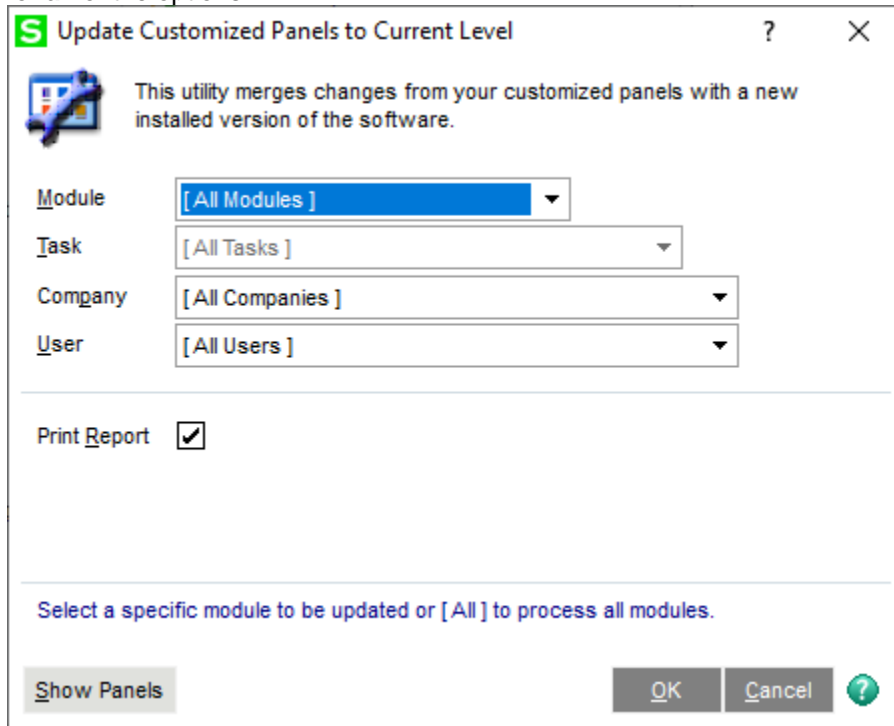 S Update Customized Panels to Current Level ?
This utility merges changes from your customized panels with a new
installed version of the software.
Module [ All Modules ]
Task [ All Tasks ]
Company [ All Companies ]
User [ All Users ]
Print Report
Select a specific module to be updated or [ All ] to process all modules.
Show Panels OK Cancel ?